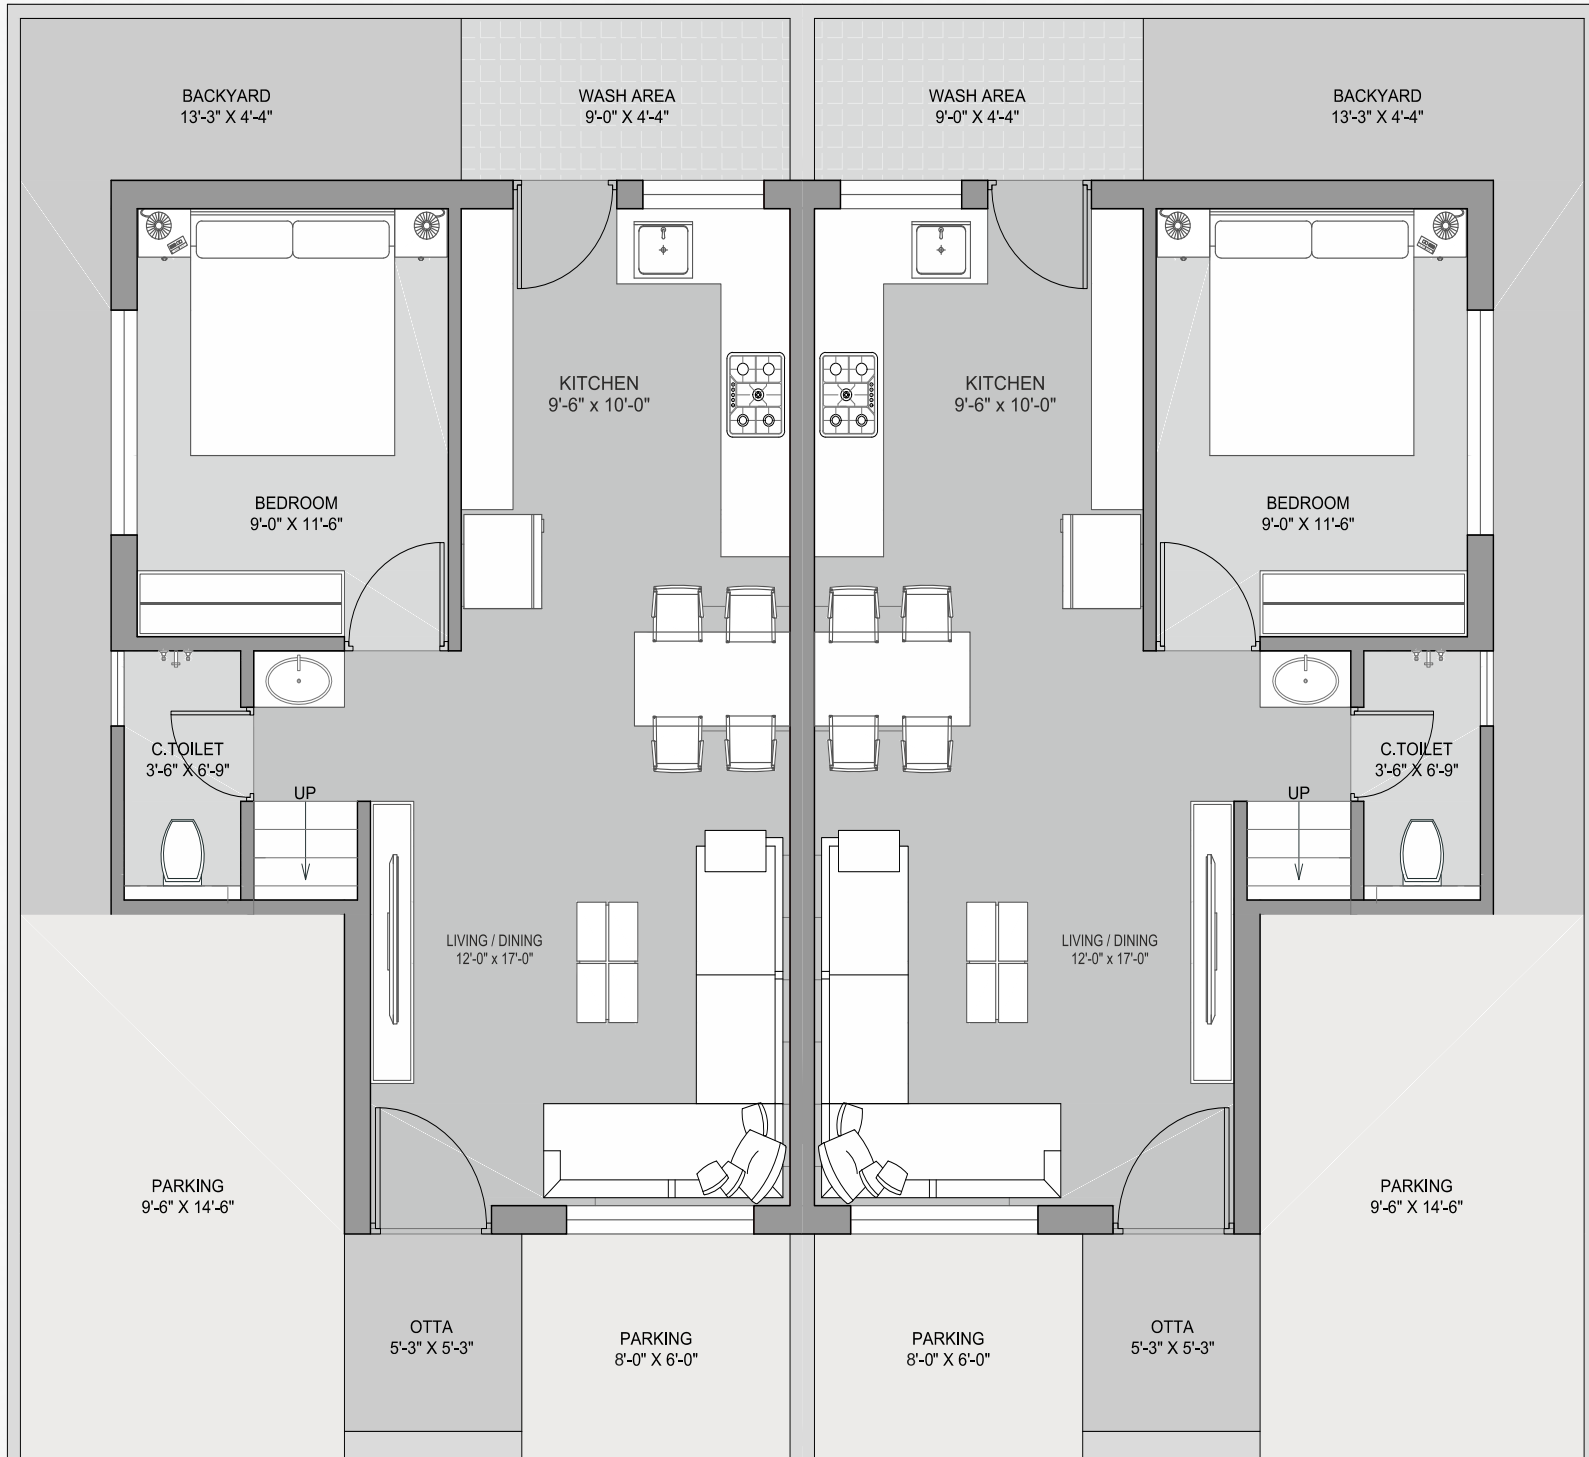 BACKYARD
13'-3" X 4'-4"
WASH AREA
9'-0" X 4'-4"
WASH AREA
9'-0" X 4'-4"
BACKYARD
13'-3" X 4'-4"
KITCHEN
9'-6" x 10'-0"
KITCHEN
9'-6" x 10'-0"
BEDROOM
9'-0" X 11'-6"
BEDROOM
9'-0" X 11'-6"
C.TOILET
3'-6" X 6'-9"
UP
UP
C.TOILET
3'-6" X 6'-9"
LIVING / DINING
12'-0" x 17'-0"
LIVING / DINING
12'-0" x 17'-0"
PARKING
9'-6" X 14'-6"
PARKING
9'-6" X 14'-6"
OTTA
5'-3" X 5'-3"
PARKING
8'-0" X 6'-0"
PARKING
8'-0" X 6'-0"
OTTA
5'-3" X 5'-3"